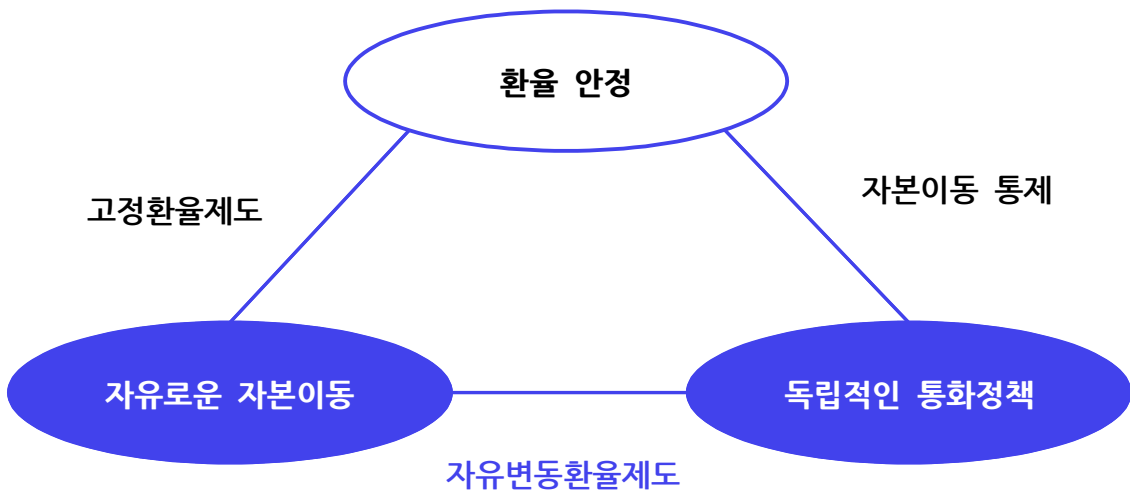 환율 안정
자본이동 통제
고정환율제도
자유로운 자본이동
독립적인 통화정책
자유변동환율제도